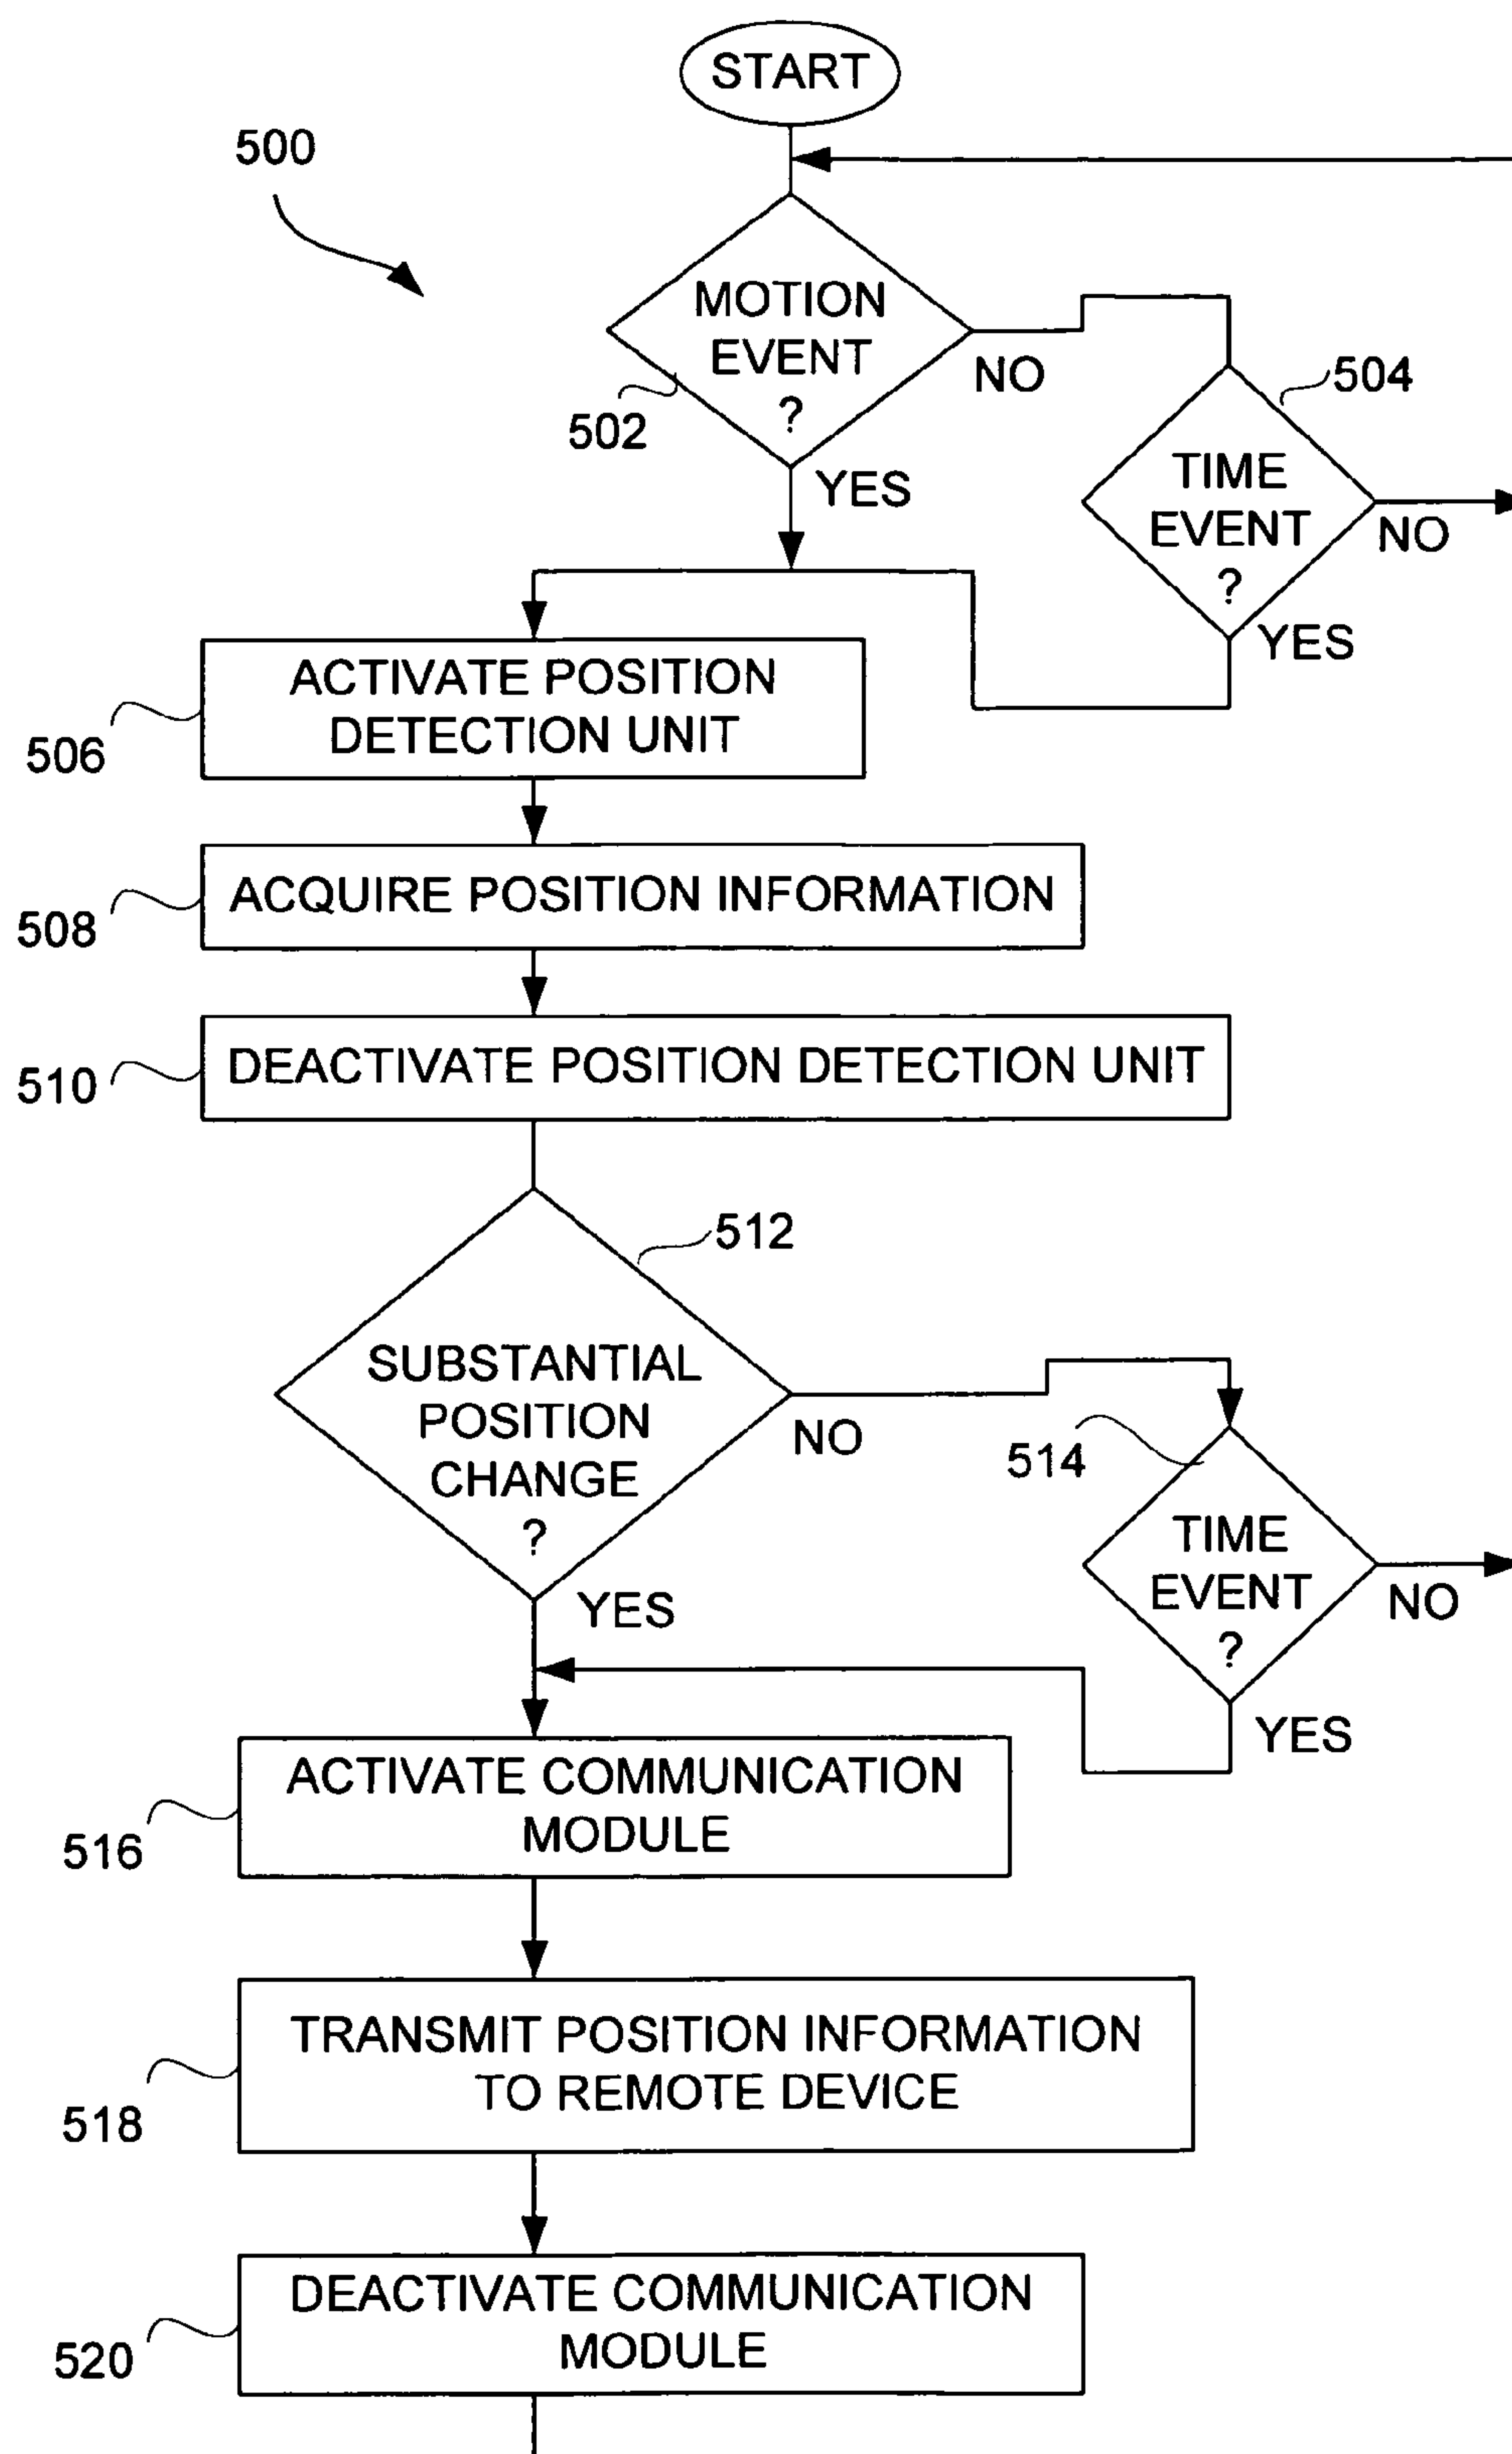 START
500
MOTION
EVENT
?
NO
502
YES
504
TIME
EVENT
?
NO
YES
ACTIVATE POSITION
DETECTION UNIT
506
ACQUIRE POSITION INFORMATION
508
DEACTIVATE POSITION DETECTION UNIT
510
512
SUBSTANTIAL
POSITION
CHANGE
?
NO
YES
514
TIME
EVENT
?
NO
YES
ACTIVATE COMMUNICATION
MODULE
516
TRANSMIT POSITION INFORMATION
TO REMOTE DEVICE
518
DEACTIVATE COMMUNICATION
MODULE
520